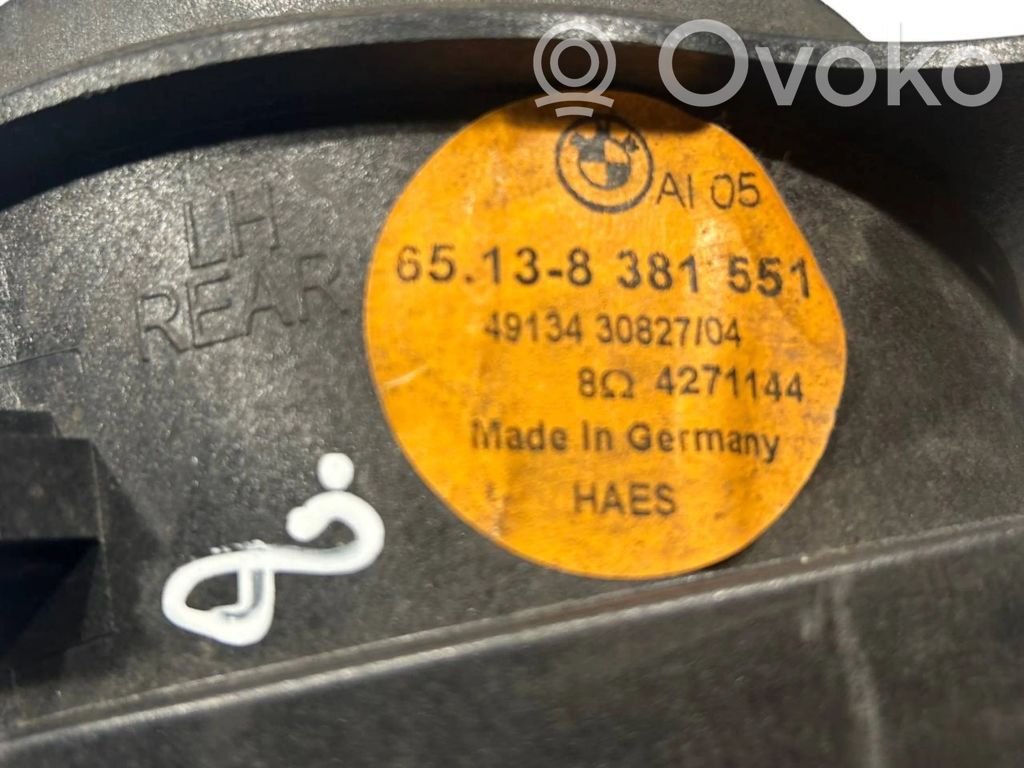 Ovoko
AI 05
LH
REAR
65.13-8 381 551
49134 30827/04
8Ω 4271144
Made In Germany
HAES